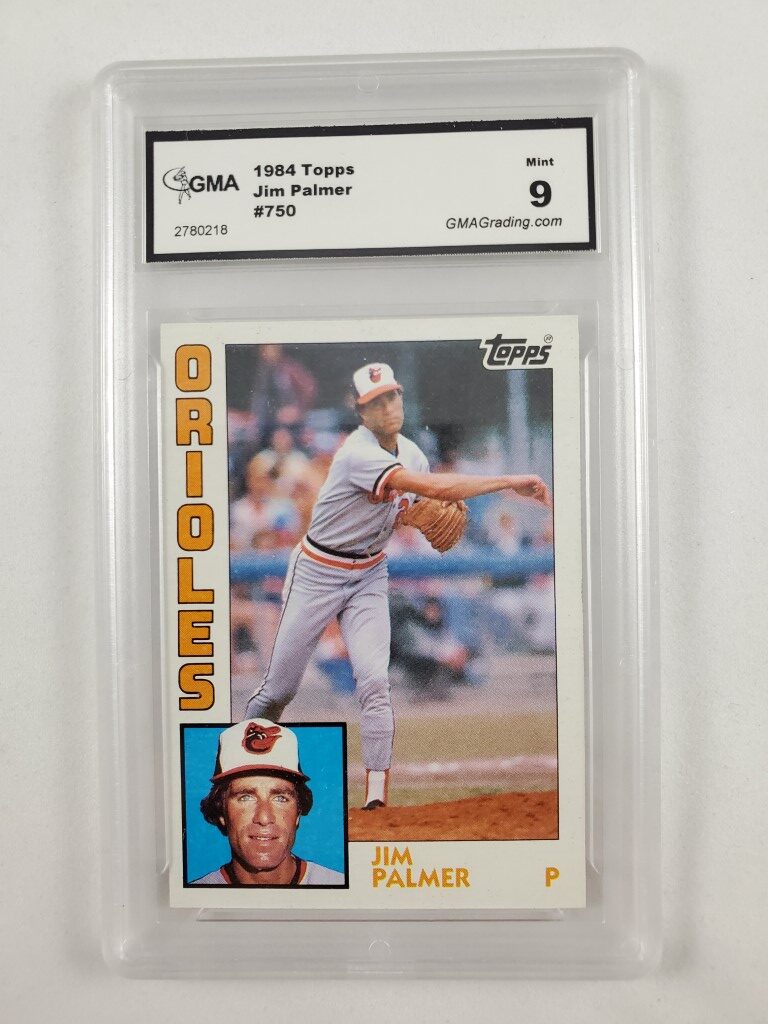 GMA
1984 Topps
Jim Palmer
#750
2780218
Mint
9
GMAGrading.com
Topps
ORIOLES
JIM
PALMER
P